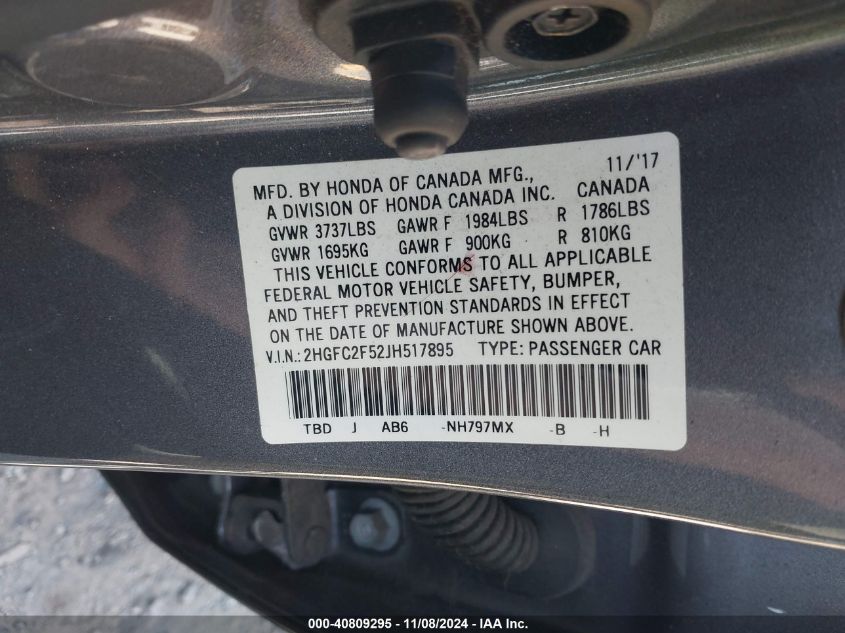 11/'17
MFD. BY HONDA OF CANADA MFG., CANADA
A DIVISION OF HONDA CANADA INC.
GVWR 3737LBS GAWR F 1984LBS R 1786LBS
GVWR 1695KG GAWR F 900KG R 810KG
THIS VEHICLE CONFORMS TO ALL APPLICABLE
FEDERAL MOTOR VEHICLE SAFETY, BUMPER,
AND THEFT PREVENTION STANDARDS IN EFFECT
ON THE DATE OF MANUFACTURE SHOWN ABOVE.
V.I.N.: 2HGFC2F52JH517895 TYPE: PASSENGER CAR
TBD J AB6 -NH797MX -B -H
000-40809295 - 11/08/2024 - IAA Inc.